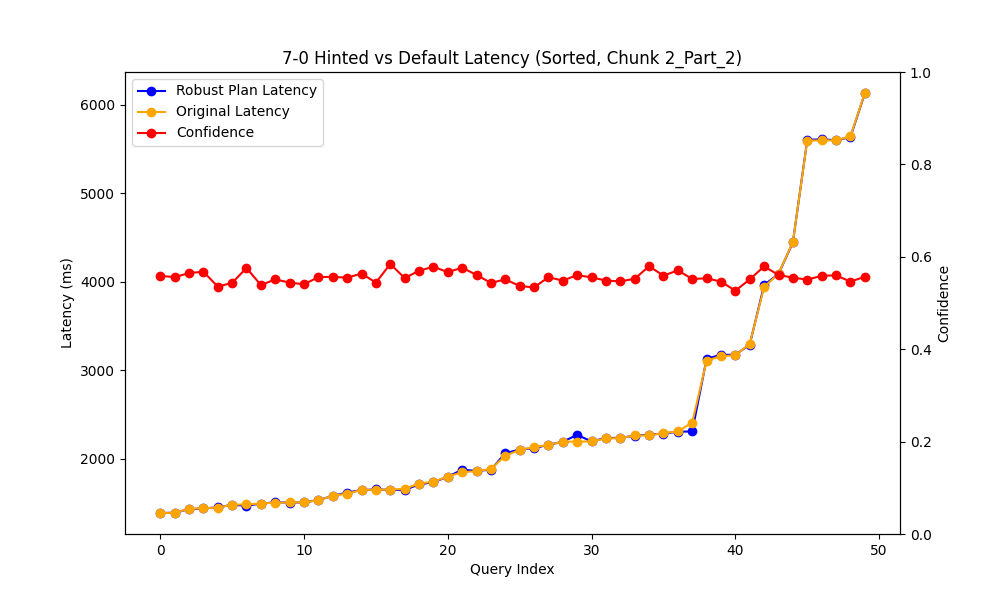 7-0 Hinted vs Default Latency (Sorted, Chunk 2_Part_2)
Robust Plan Latency
Original Latency
Confidence
Latency (ms)
6000
5000
4000
3000
2000
1.0
0.8
0.6
0.4
0.2
0.0
Confidence
0 10 20 30 40 50
Query Index